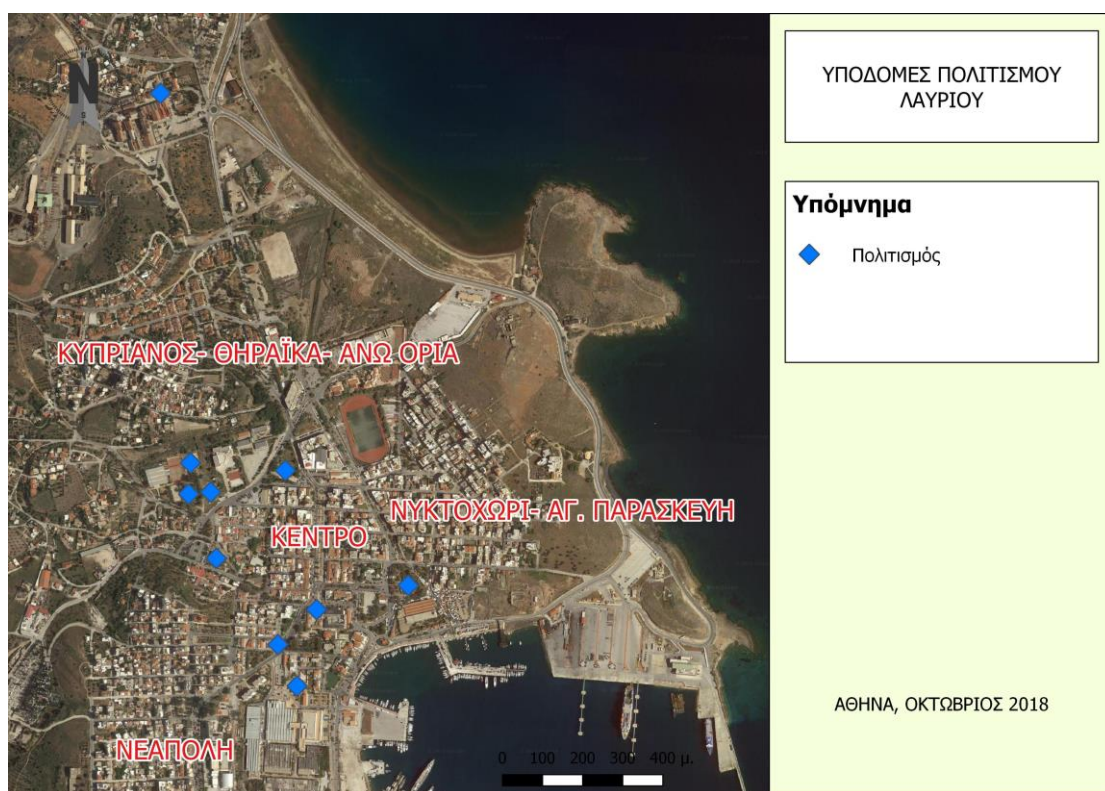 N
ΥΠΟΔΟΜΕΣ ΠΟΛΙΤΙΣΜΟΥ
ΛΑΥΡΙΟΥ
Υπόμνημα
Πολιτισμός
ΚΥΠΡΙΑΝΟΣ- ΘΗΡΑΪΚΑ- ΑΝΩ ΟΡΙΑ
ΝΥΚΤΟΧΩΡΙ- ΑΓ. ΠΑΡΑΣΚΕΥΗ
ΚΕΝΤΡΟ
ΝΕΑΠΟΛΗ
ΑΘΗΝΑ, ΟΚΤΩΒΡΙΟΣ 2018
0 100 200 300 400 μ.